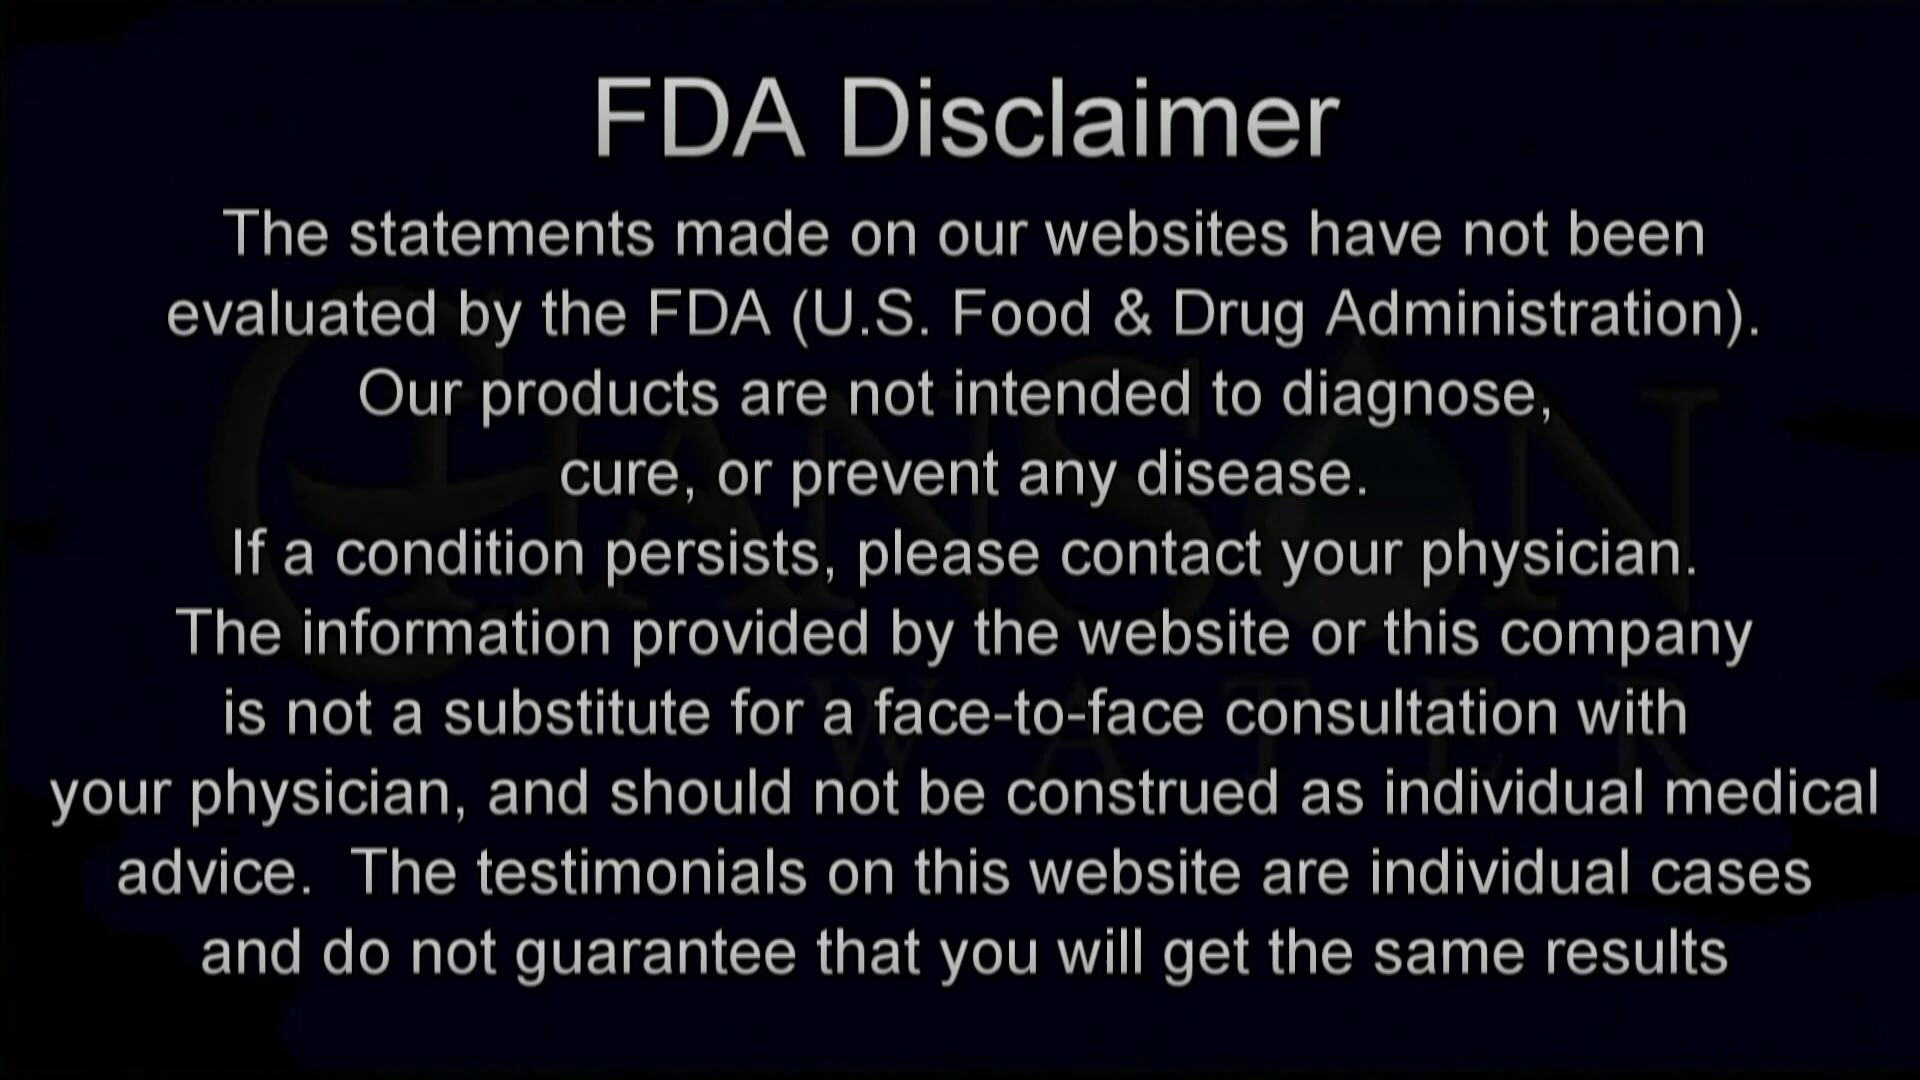 FDA Disclaimer
The statements made on our websites have not been
evaluated by the FDA (U.S. Food & Drug Administration).
Our products are not intended to diagnose,
cure, or prevent any disease.
If a condition persists, please contact your physician.
The information provided by the website or this company
is not a substitute for a face-to-face consultation with
your physician, and should not be construed as individual medical
advice.  The testimonials on this website are individual cases
and do not guarantee that you will get the same results
CHANSON
WATER